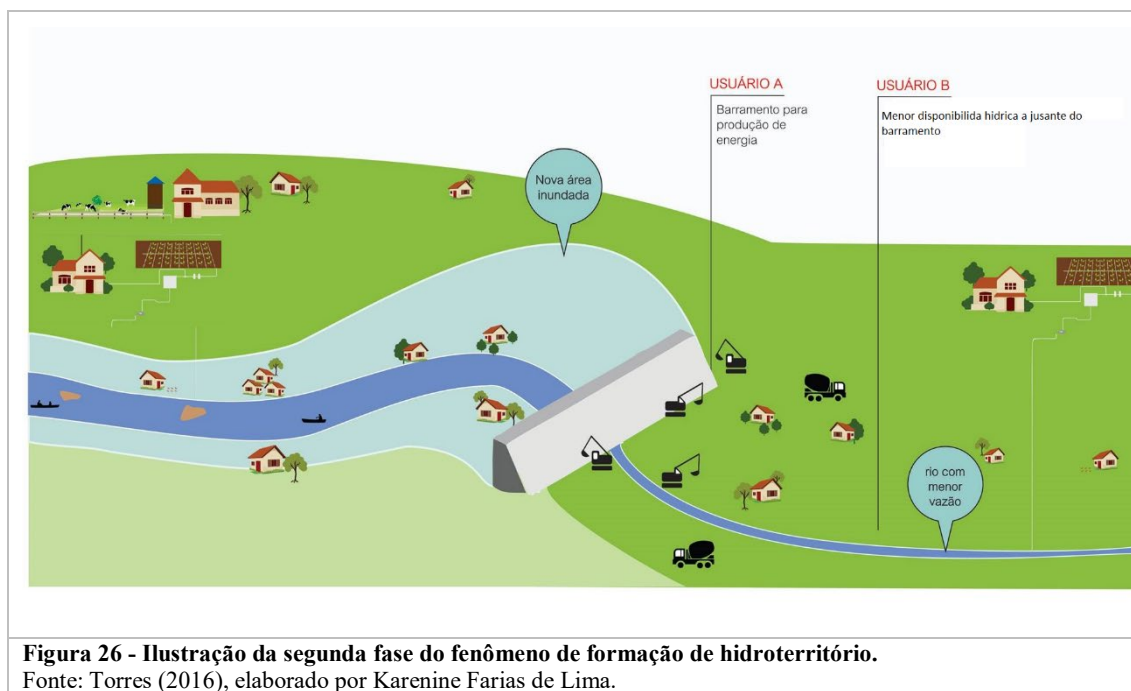 USUÁRIO A
Barramento para
produção de
energia
USUÁRIO B
Menor disponibilida hidrica a jusante do
barramento
Nova área
inundada
rio com
menor
vazão
Figura 26 - Ilustração da segunda fase do fenômeno de formação de hidroterritório.
Fonte: Torres (2016), elaborado por Karenine Farias de Lima.